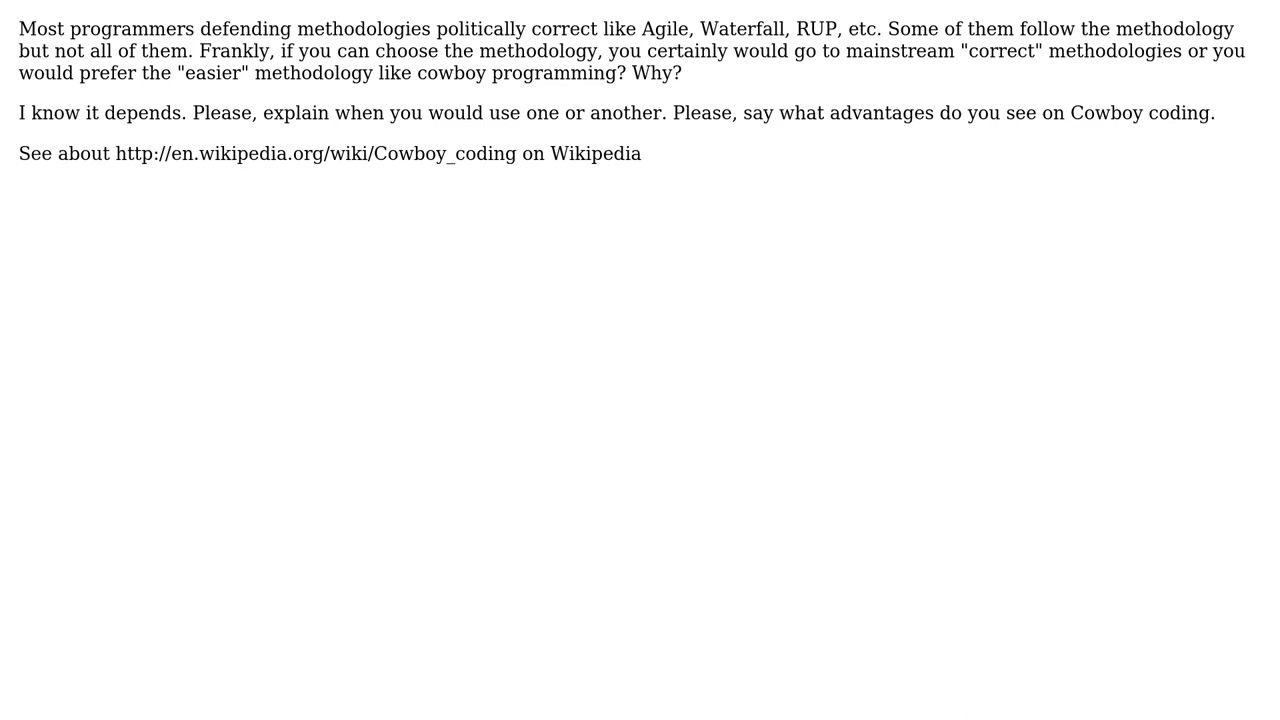 Most programmers defending methodologies politically correct like Agile, Waterfall, RUP, etc. Some of them follow the methodology
but not all of them. Frankly, if you can choose the methodology, you certainly would go to mainstream "correct" methodologies or you
would prefer the "easier" methodology like cowboy programming? Why?
I know it depends. Please, explain when you would use one or another. Please, say what advantages do you see on Cowboy coding.
See about http://en.wikipedia.org/wiki/Cowboy_coding on Wikipedia